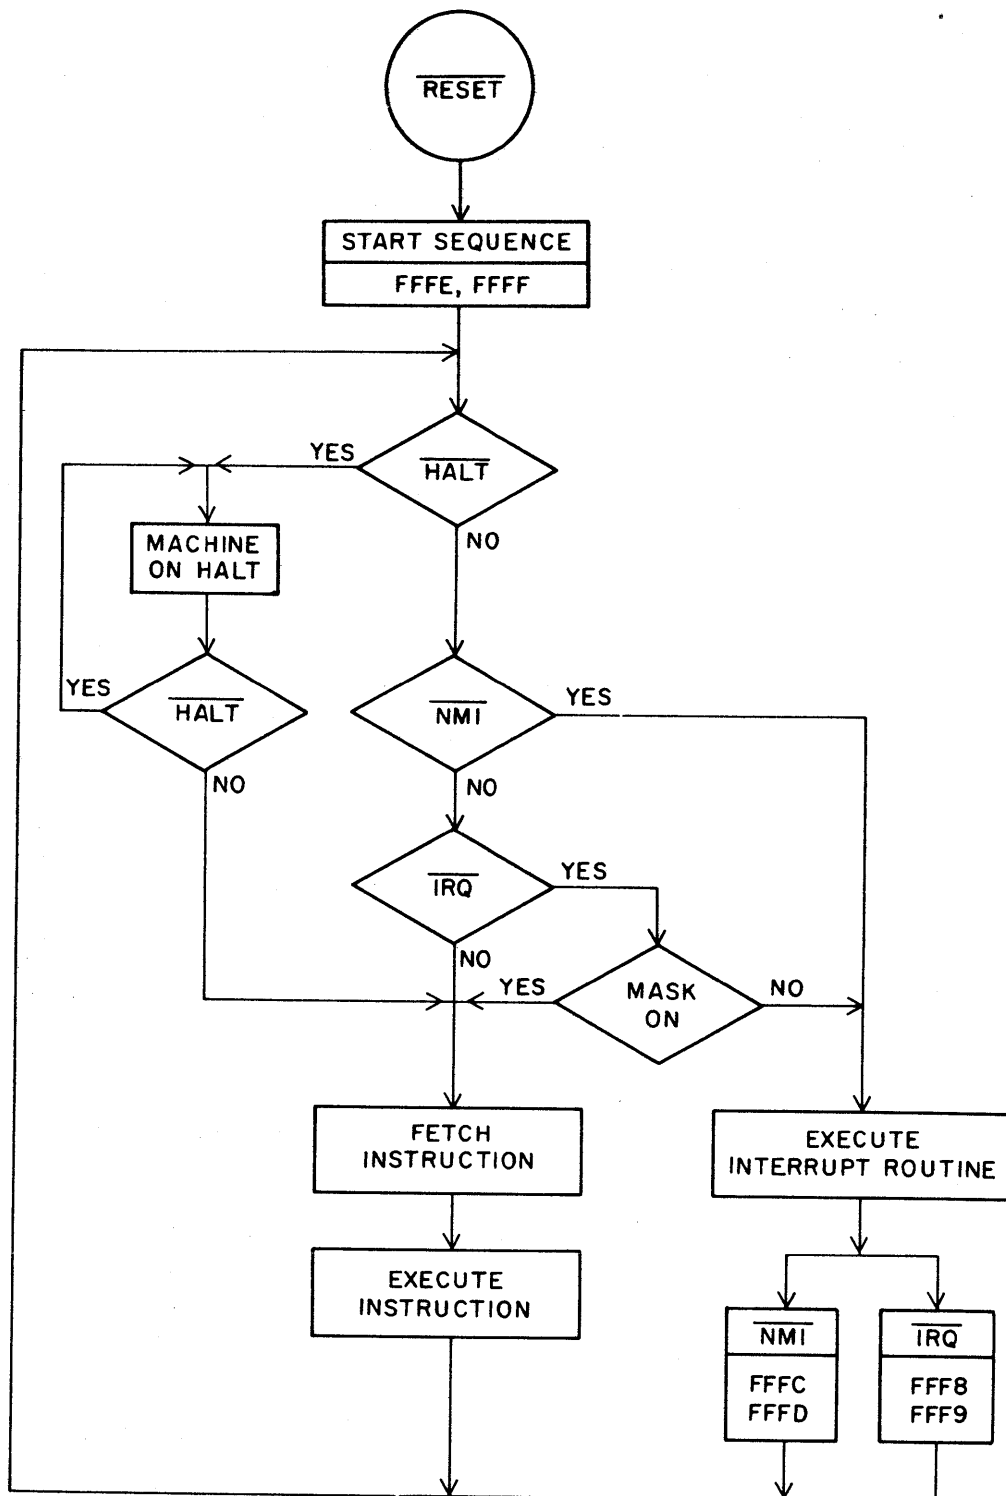 RESET
START SEQUENCE
FFFE, FFFF
YES
HALT
NO
MACHINE
ON HALT
YES
HALT
NO
NMI
YES
NO
IRQ
YES
NO
YES
MASK
ON
NO
FETCH
INSTRUCTION
EXECUTE
INTERRUPT ROUTINE
EXECUTE
INSTRUCTION
NMI
FFFC
FFFD
IRQ
FFF8
FFF9